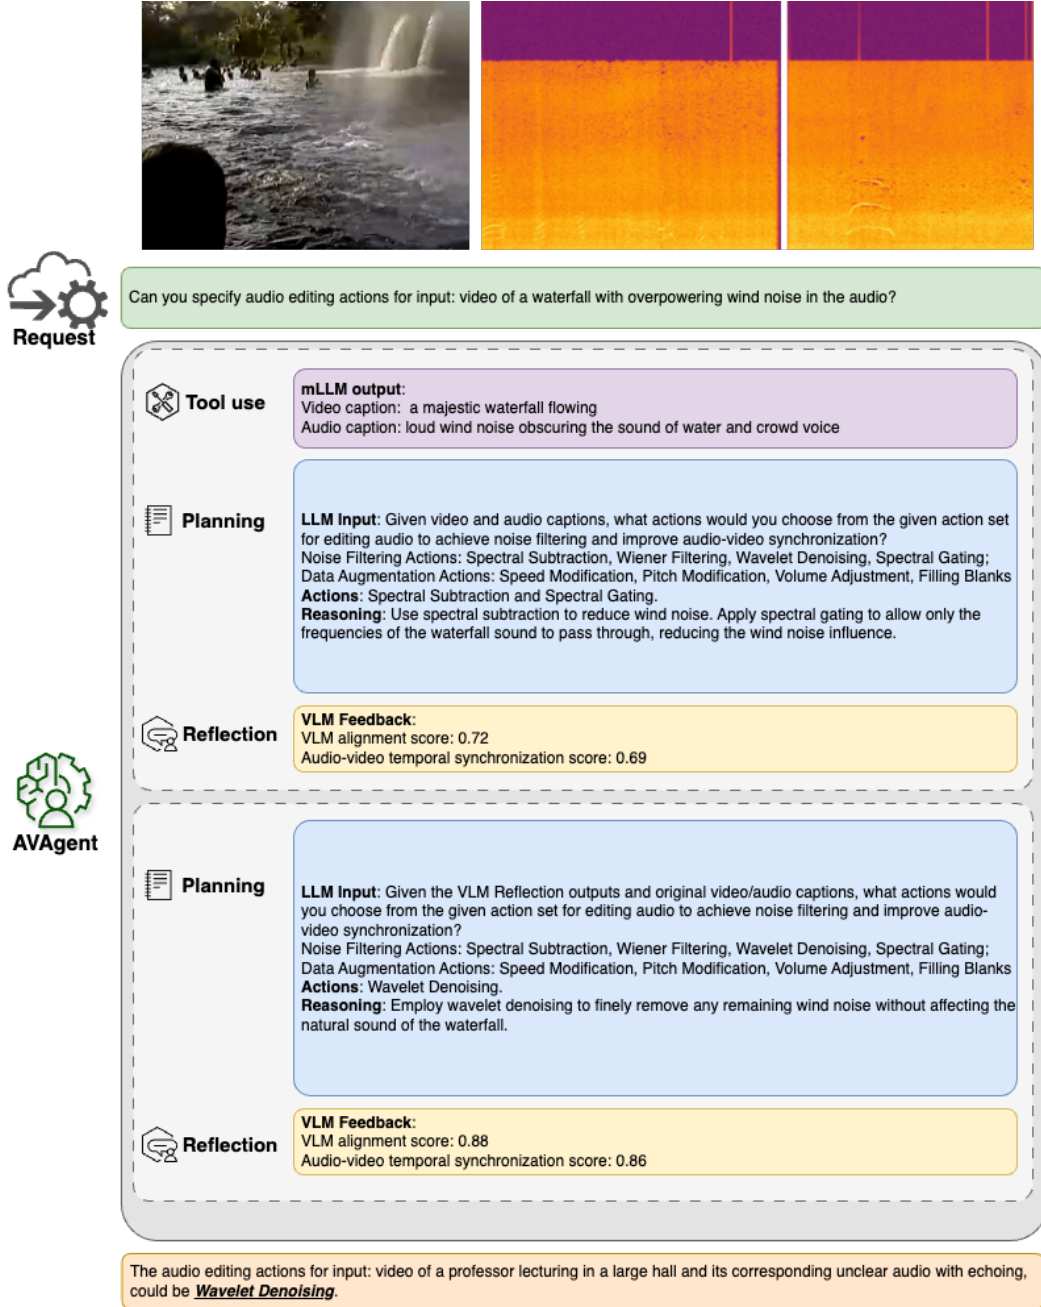 Request
Can you specify audio editing actions for input: video of a waterfall with overpowering wind noise in the audio?
Tool use
mLLM output:
Video caption: a majestic waterfall flowing
Audio caption: loud wind noise obscuring the sound of water and crowd voice
Planning
LLM Input: Given video and audio captions, what actions would you choose from the given action set
for editing audio to achieve noise filtering and improve audio-video synchronization?
Noise Filtering Actions: Spectral Subtraction, Wiener Filtering, Wavelet Denoising, Spectral Gating;
Data Augmentation Actions: Speed Modification, Pitch Modification, Volume Adjustment, Filling Blanks
Actions: Spectral Subtraction and Spectral Gating.
Reasoning: Use spectral subtraction to reduce wind noise. Apply spectral gating to allow only the
frequencies of the waterfall sound to pass through, reducing the wind noise influence.
Reflection
VLM Feedback:
VLM alignment score: 0.72
Audio-video temporal synchronization score: 0.69
AVAgent
Planning
LLM Input: Given the VLM Reflection outputs and original video/audio captions, what actions would
you choose from the given action set for editing audio to achieve noise filtering and improve audio-
video synchronization?
Noise Filtering Actions: Spectral Subtraction, Wiener Filtering, Wavelet Denoising, Spectral Gating;
Data Augmentation Actions: Speed Modification, Pitch Modification, Volume Adjustment, Filling Blanks
Actions: Wavelet Denoising.
Reasoning: Employ wavelet denoising to finely remove any remaining wind noise without affecting the
natural sound of the waterfall.
Reflection
VLM Feedback:
VLM alignment score: 0.88
Audio-video temporal synchronization score: 0.86
The audio editing actions for input: video of a professor lecturing in a large hall and its corresponding unclear audio with echoing,
could be Wavelet Denoising.